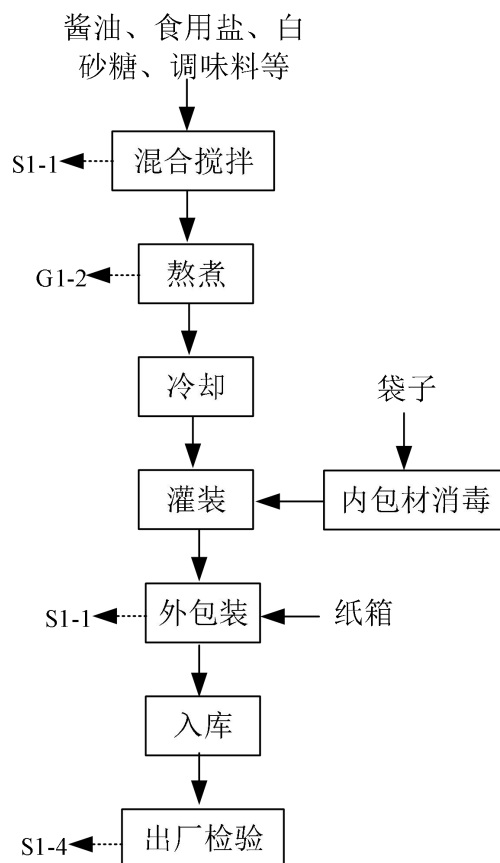 酱油、食用盐、白
砂糖、调味料等
S1-1
混合搅拌
G1-2
熬煮
冷却
袋子
灌装
内包材消毒
S1-1
外包装
纸箱
入库
S1-4
出厂检验